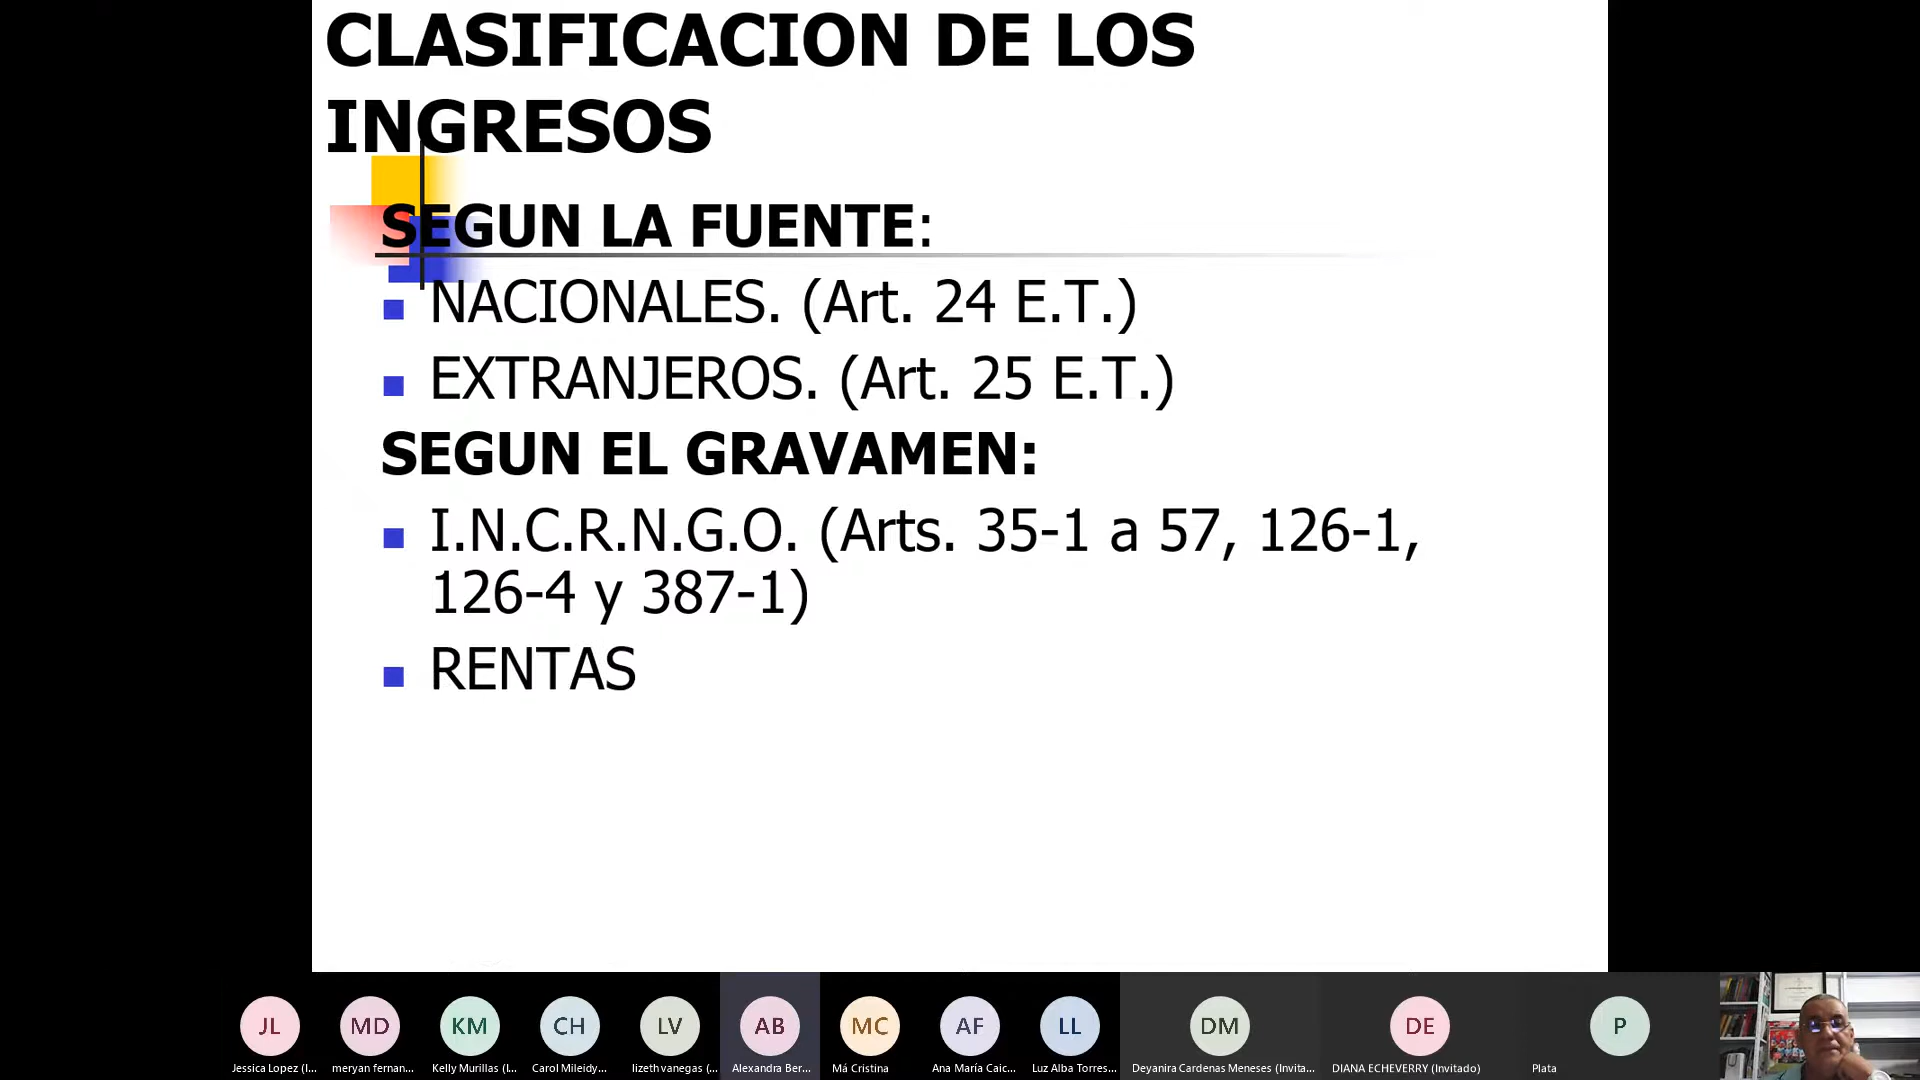 CLASIFICACION DE LOS
INGRESOS
SEGUN LA FUENTE:
NACIONALES. (Art. 24 E.T.)
EXTRANJEROS. (Art. 25 E.T.)
SEGUN EL GRAVAMEN:
I.N.C.R.N.G.O. (Arts. 35-1 a 57, 126-1,
126-4 y 387-1)
RENTAS
JL MD KM CH LV AB MC AF LL DM DE P
Jessica Lopez (I... meryan fernan... Kelly Murillas (I... Carol Mileidy... lizeth vanegas (... Alexandra Ber... Má Cristina Ana María Caic... Luz Alba Torres... Deyanira Cardenas Meneses (Invita... DIANA ECHEVERRY (Invitado) Plata